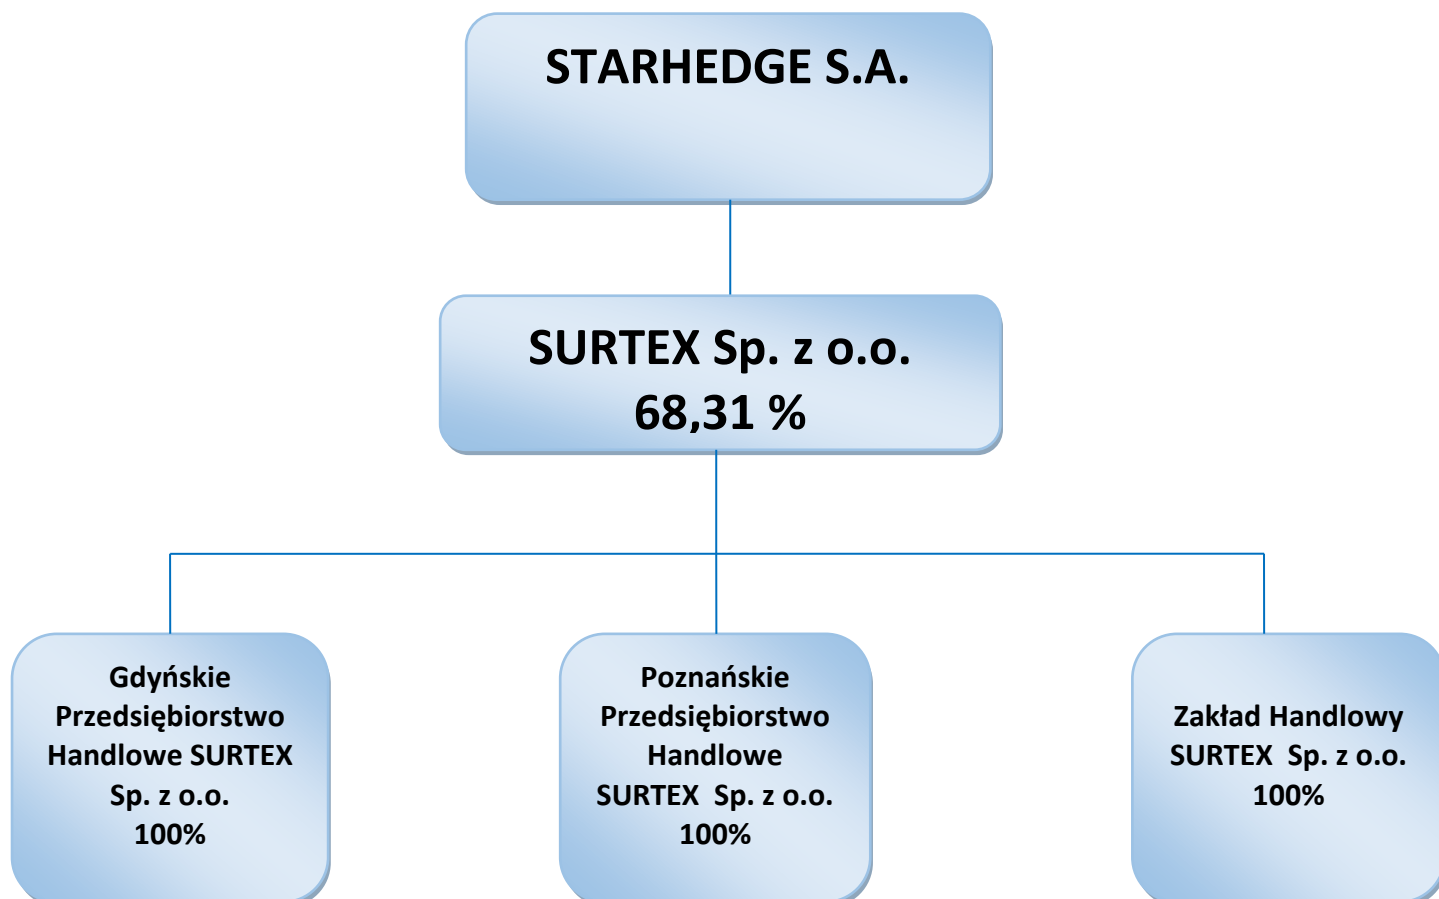 STARHEDGE S.A.
SURTEX Sp. z o.o.
68,31 %
Gdyńskie
Przedsiębiorstwo
Handlowe SURTEX
Sp. z o.o.
100%
Poznańskie
Przedsiębiorstwo
Handlowe
SURTEX  Sp. z o.o.
100%
Zakład Handlowy
SURTEX  Sp. z o.o.
100%